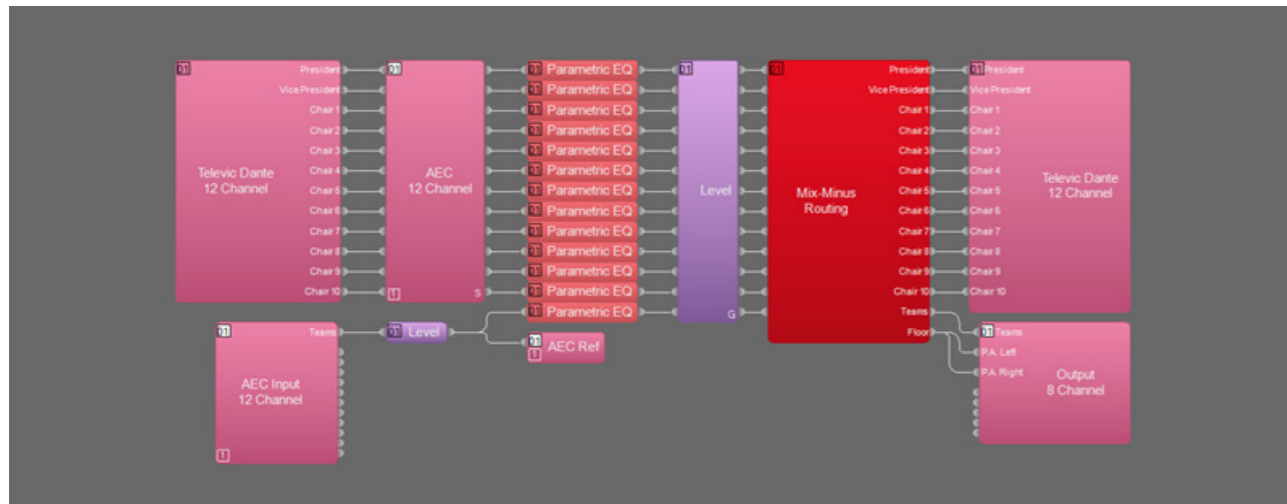 President
Vice President
Chair 1
Chair 2
Chair 3
Chair 4
Chair 5
Chair 6
Chair 7
Chair 8
Chair 9
Chair 10
Televic Dante
12 Channel
AEC
12 Channel
1
S
Parametric EQ
Parametric EQ
Parametric EQ
Parametric EQ
Parametric EQ
Parametric EQ
Parametric EQ
Parametric EQ
Parametric EQ
Parametric EQ
Parametric EQ
Parametric EQ
Parametric EQ
Level
G
Mix-Minus
Routing
President
Vice President
Chair 1
Chair 2
Chair 3
Chair 4
Chair 5
Chair 6
Chair 7
Chair 8
Chair 9
Chair 10
Teams
Floor
President
Vice President
Chair 1
Chair 2
Chair 3
Chair 4
Chair 5
Chair 6
Chair 7
Chair 8
Chair 9
Chair 10
Televic Dante
12 Channel
Teams
AEC Input
12 Channel
1
Level
AEC Ref
1
Teams
P.A. Left
P.A. Right
Output
8 Channel